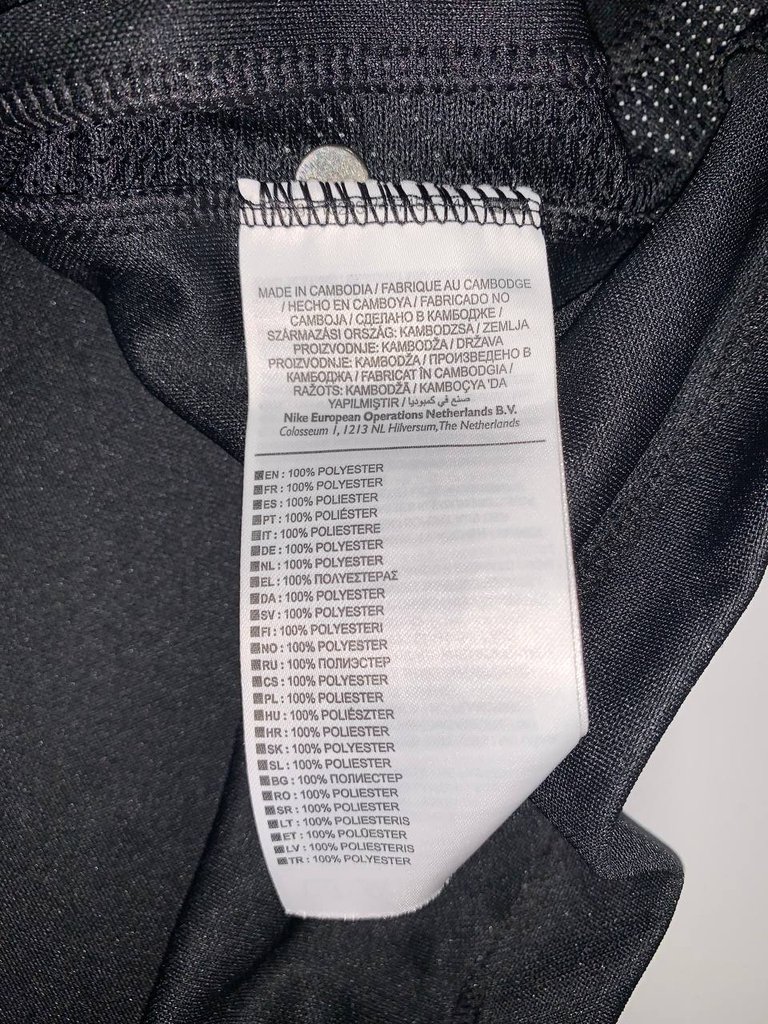 MADE IN CAMBODIA / FABRIQUE AU CAMBODGE
/ HECHO EN CAMBOYA / FABRICADO NO
CAMBOJA / СДЕЛАНО В КАМБОДЖЕ /
SZÁRMAZÁSI ORSZÁG: KAMBODZSA / ZEMLJA
PROIZVODNJE: KAMBODŽA / DRŽAVA
PROIZVODNJE: KAMBODŽA / ПРОИЗВЕДЕНО В
КАМБОДЖА / FABRICAT ÎN CAMBODGIA /
RAŽOTS: KAMBODŽĀ / KAMBOÇYA 'DA
YAPILMIŞTIR / صنع في كمبوديا
Nike European Operations Netherlands B.V.
Colosseum 1, 1213 NL Hilversum, The Netherlands
EN : 100% POLYESTER
FR : 100% POLYESTER
ES : 100% POLIESTER
PT : 100% POLIÉSTER
IT : 100% POLIESTERE
DE : 100% POLYESTER
NL : 100% POLYESTER
EL : 100% ΠΟΛΥΕΣΤΕΡΑΣ
DA : 100% POLYESTER
SV : 100% POLYESTER
FI : 100% POLYESTERI
NO : 100% POLYESTER
RU : 100% ПОЛИЭСТЕР
CS : 100% POLYESTER
PL : 100% POLIESTER
HU : 100% POLIÉSZTER
HR : 100% POLIESTER
SK : 100% POLYESTER
SL : 100% POLIESTER
BG : 100% ПОЛИЕСТЕР
RO : 100% POLIESTER
SR : 100% POLIESTER
LT : 100% POLIESTERIS
ET : 100% POLÜESTER
LV : 100% POLIESTERIS
TR : 100% POLYESTER